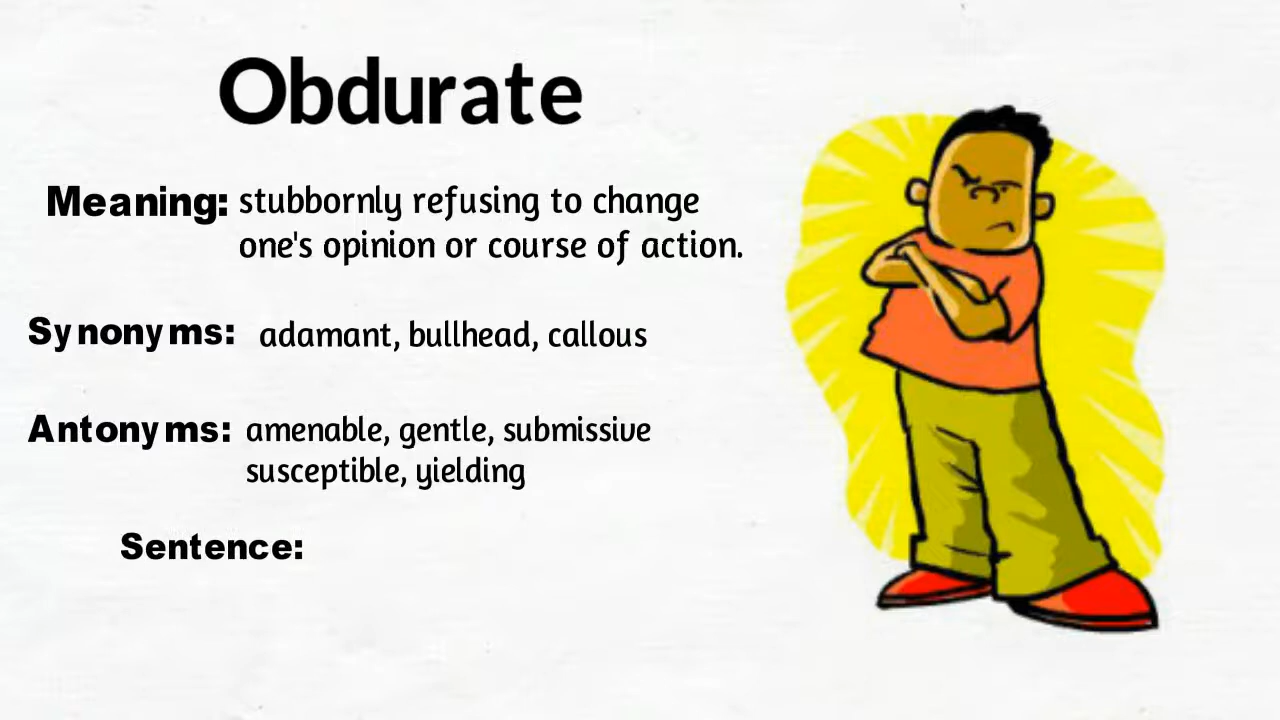 Obdurate
Meaning: stubbornly refusing to change
one's opinion or course of action.
Synonyms: adamant, bullhead, callous
Antonyms: amenable, gentle, submissive
susceptible, yielding
Sentence: